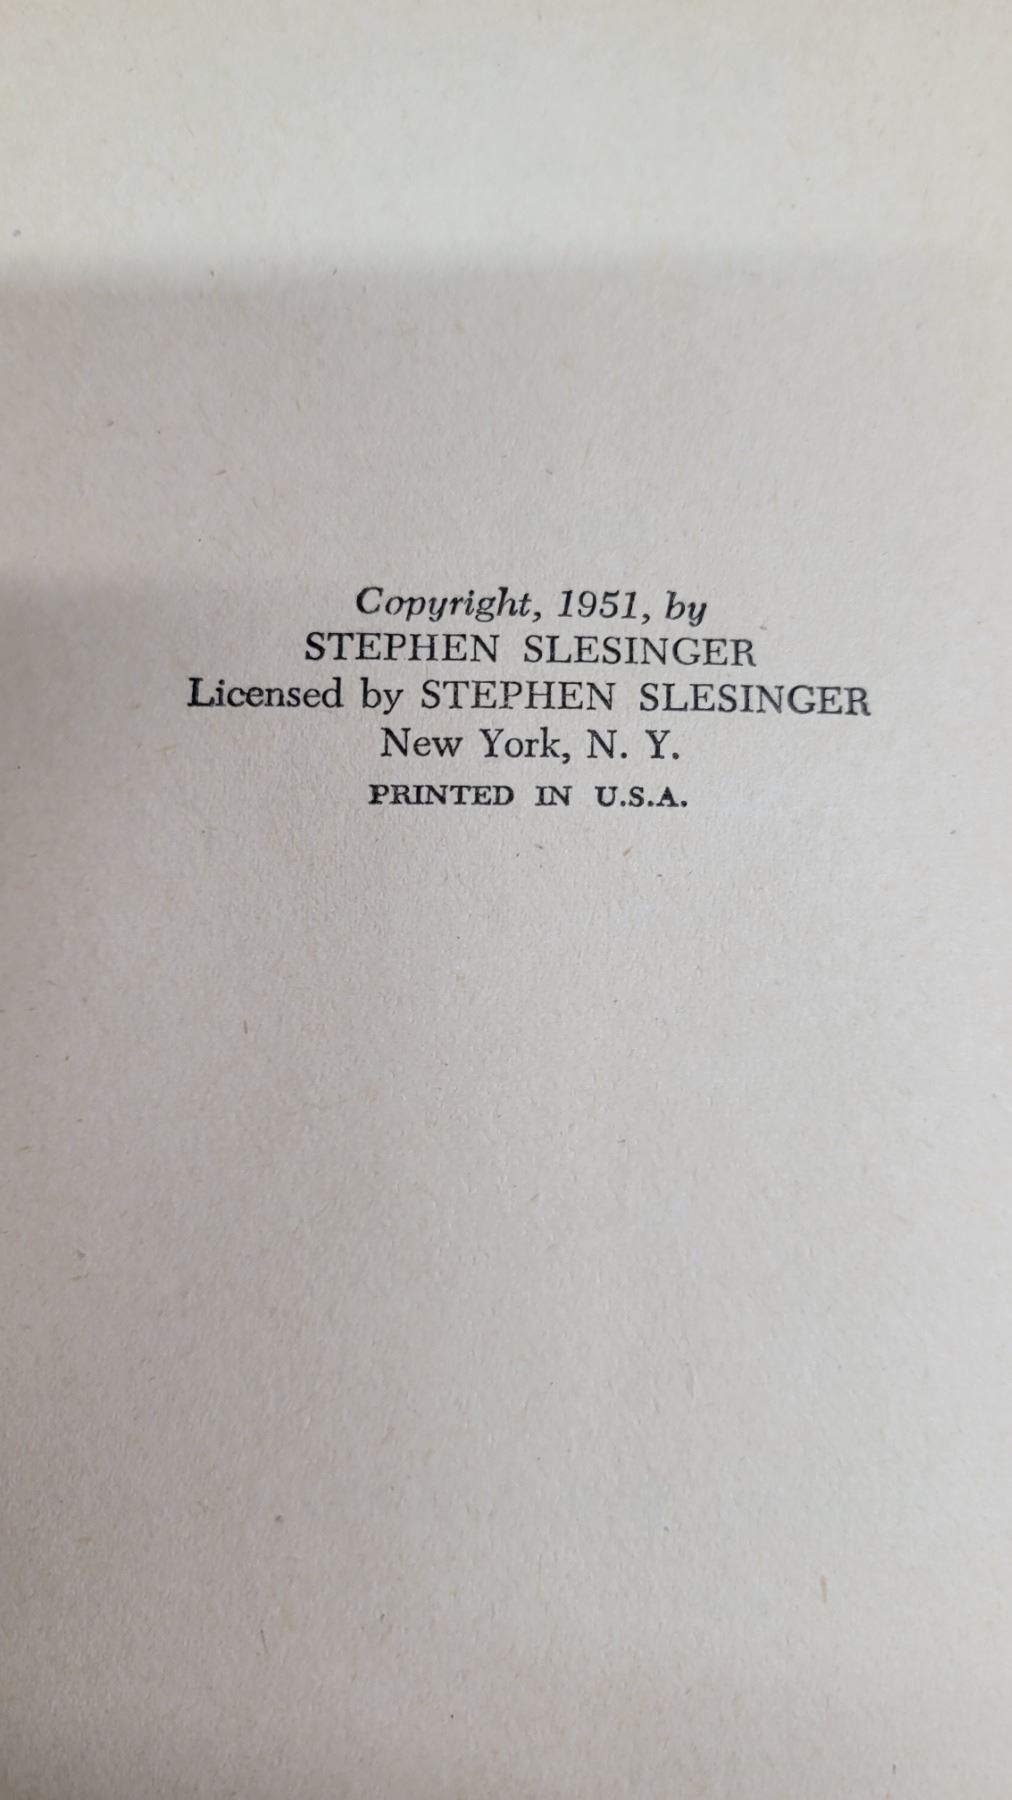 Copyright, 1951, by
STEPHEN SLESINGER
Licensed by STEPHEN SLESINGER
New York, N. Y.
PRINTED IN U.S.A.